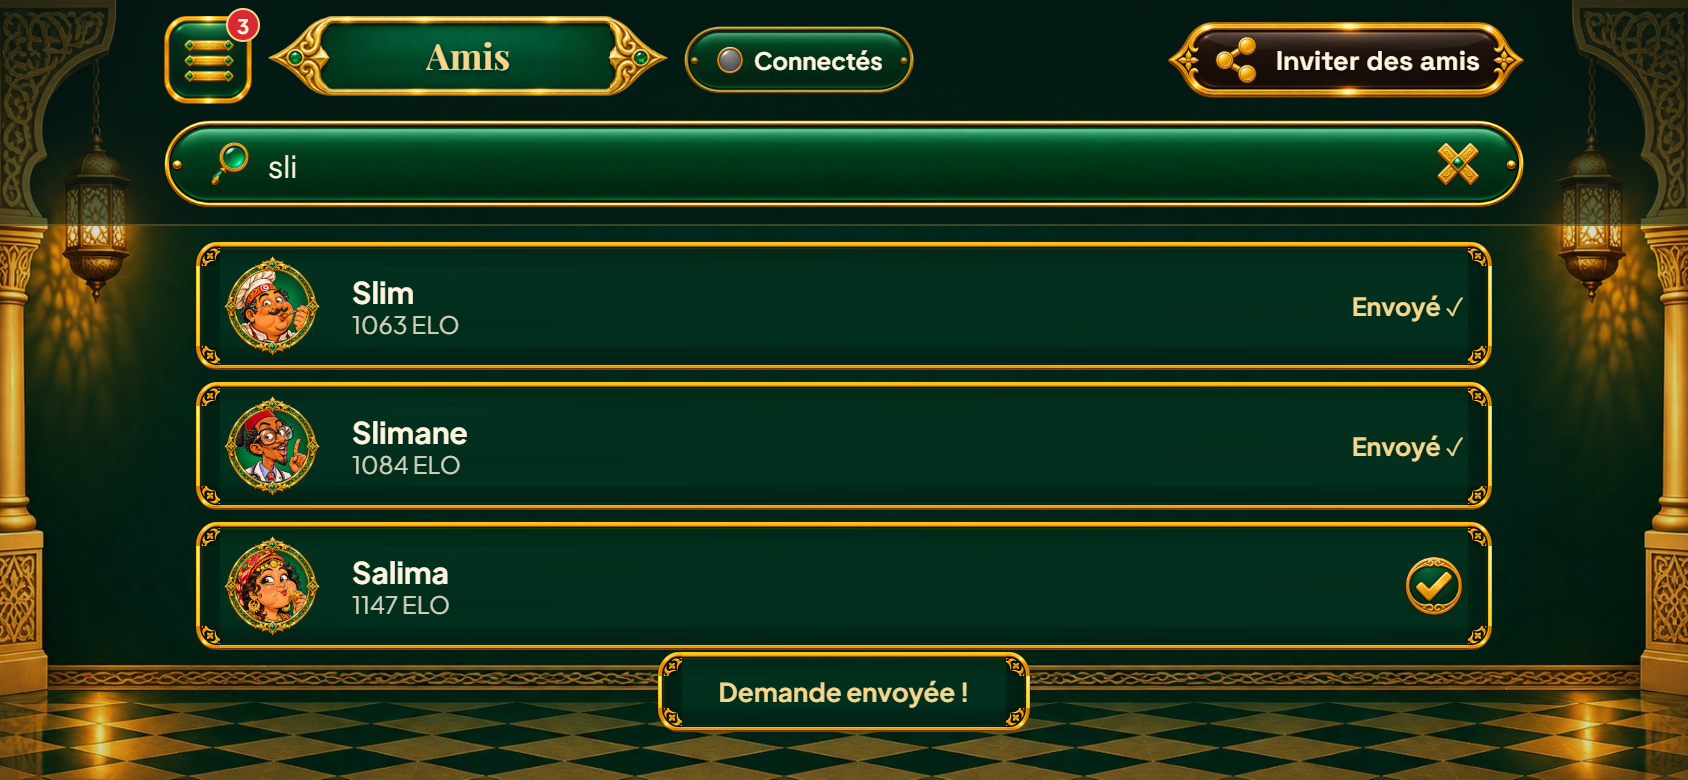 3
Amis
Connectés
Inviter des amis
sli
Slim
1063 ELO
Envoyé ✓
Slimane
1084 ELO
Envoyé ✓
Salima
1147 ELO
Demande envoyée !